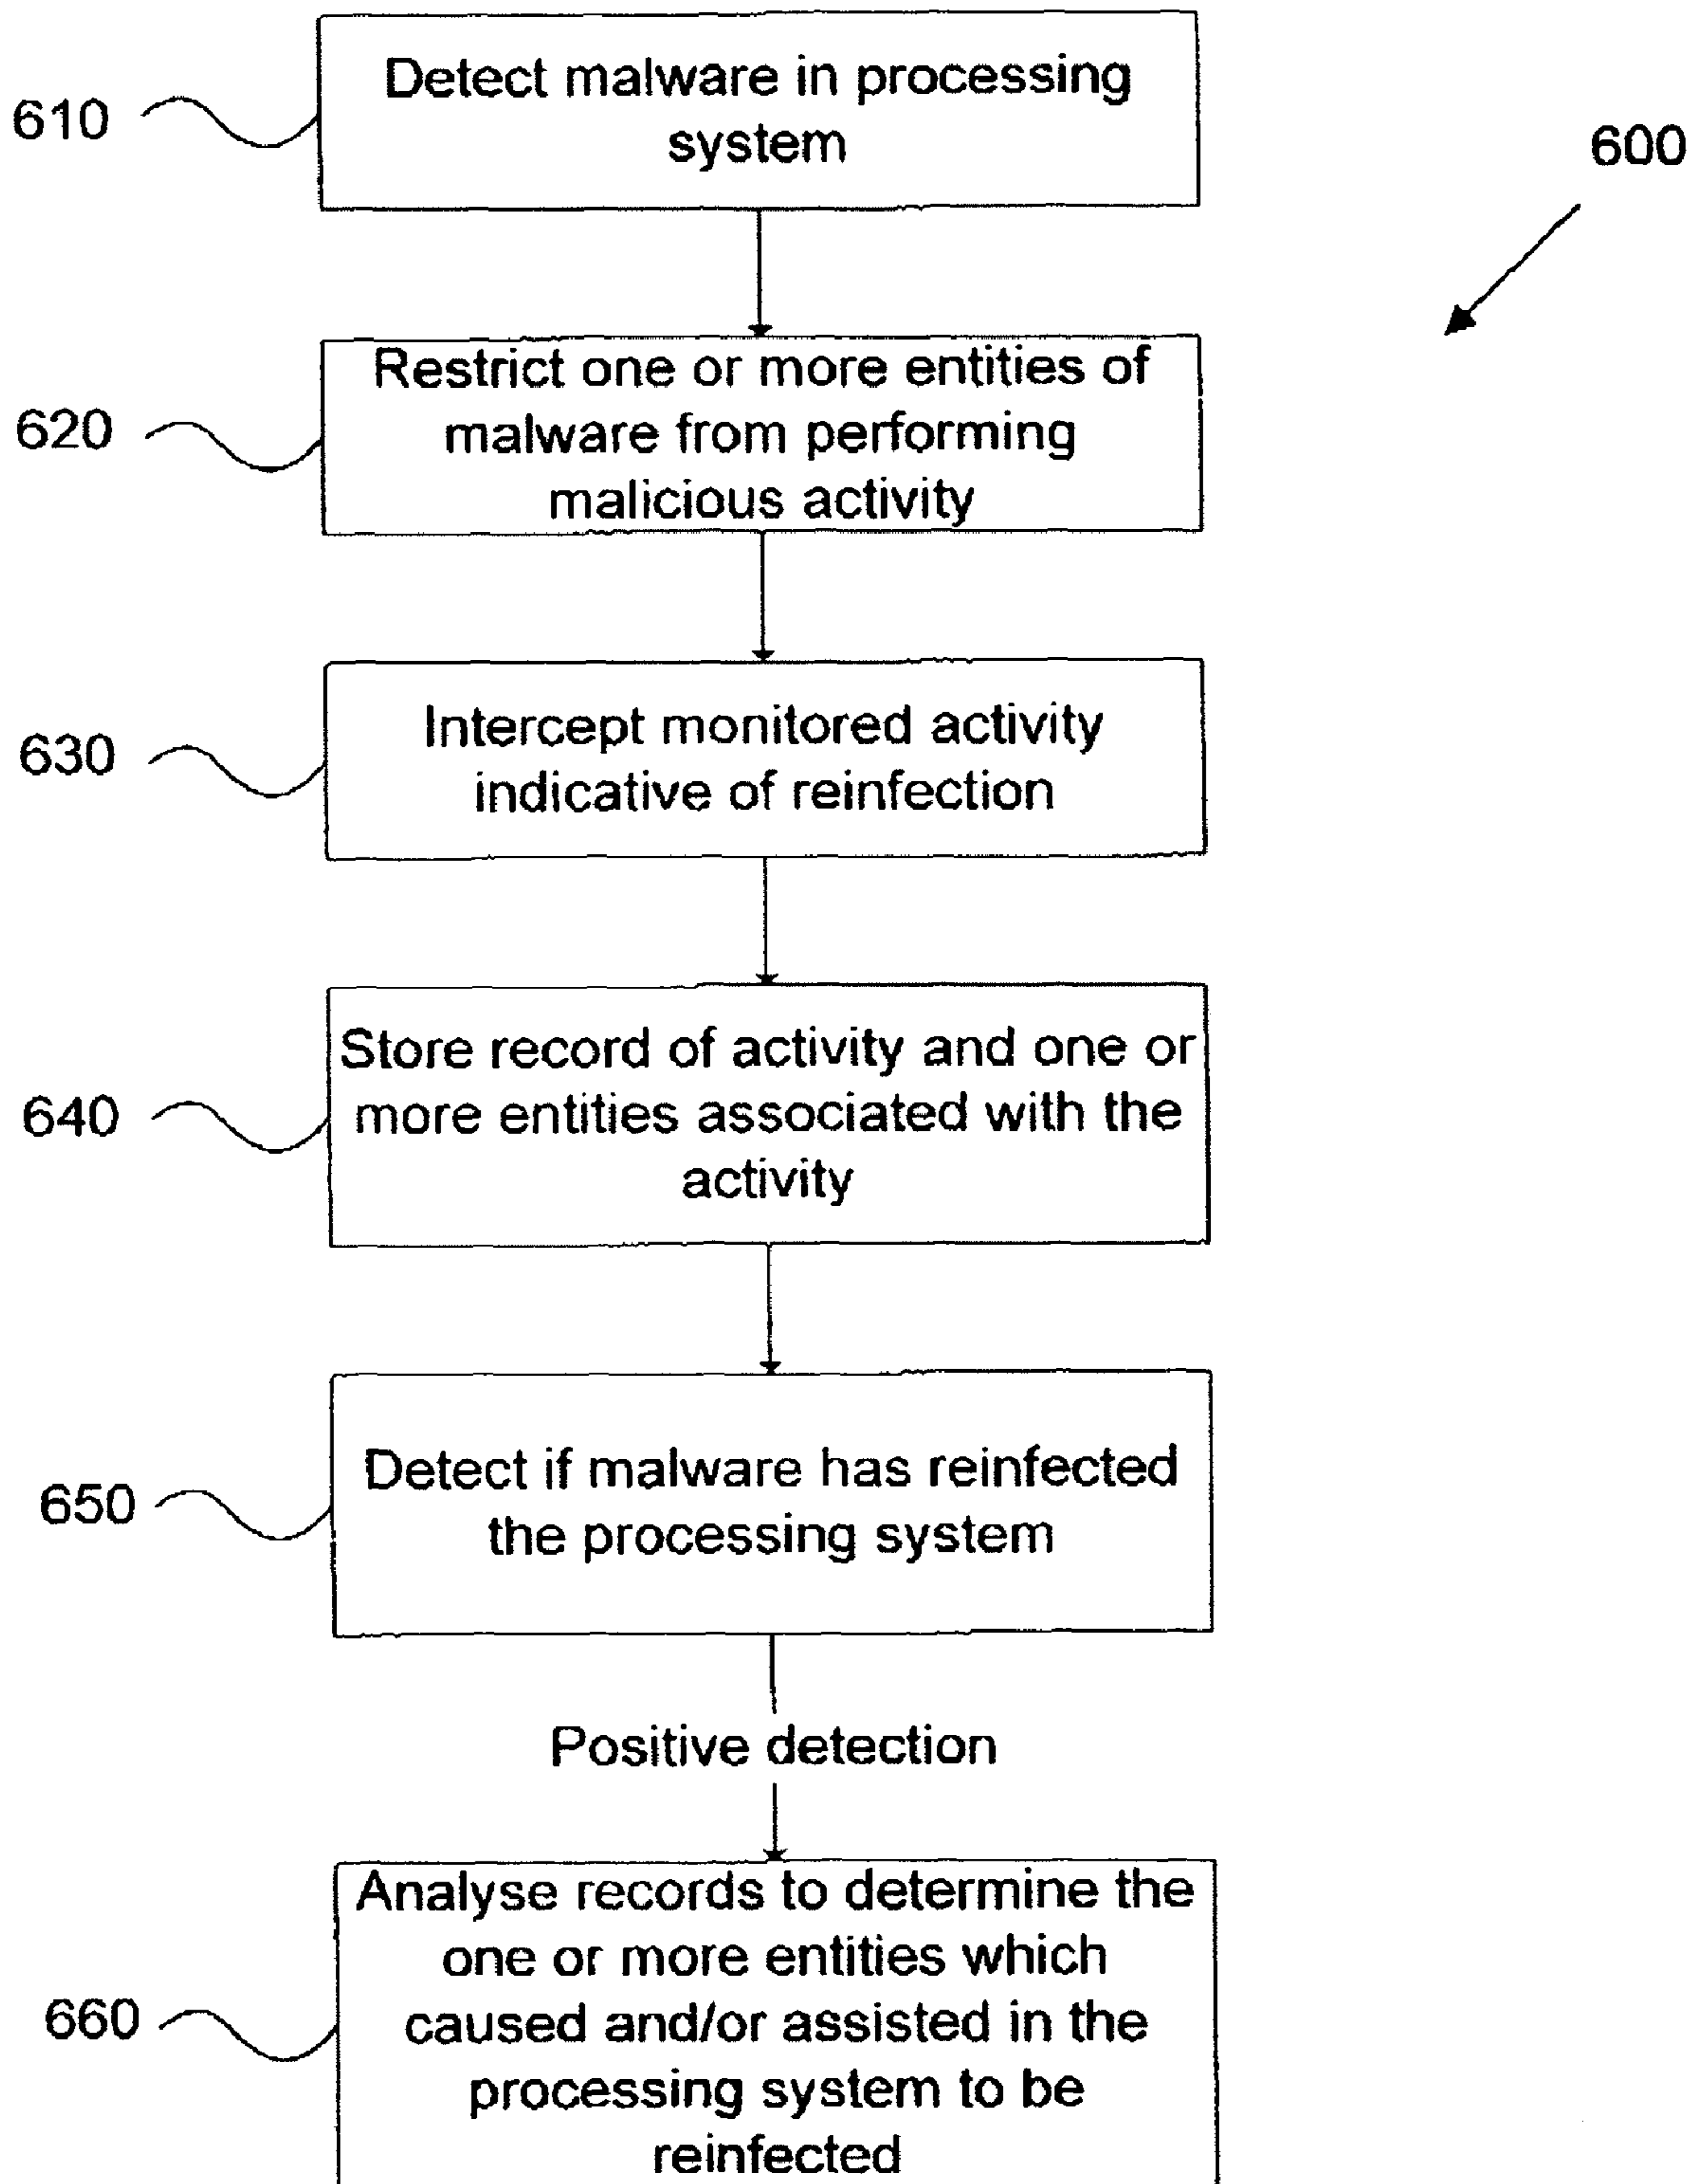 610
Detect malware in processing
system
600
620
Restrict one or more entities of
malware from performing
malicious activity
630
Intercept monitored activity
indicative of reinfection
640
Store record of activity and one or
more entities associated with the
activity
650
Detect if malware has reinfected
the processing system
Positive detection
660
Analyse records to determine the
one or more entities which
caused and/or assisted in the
processing system to be
reinfected